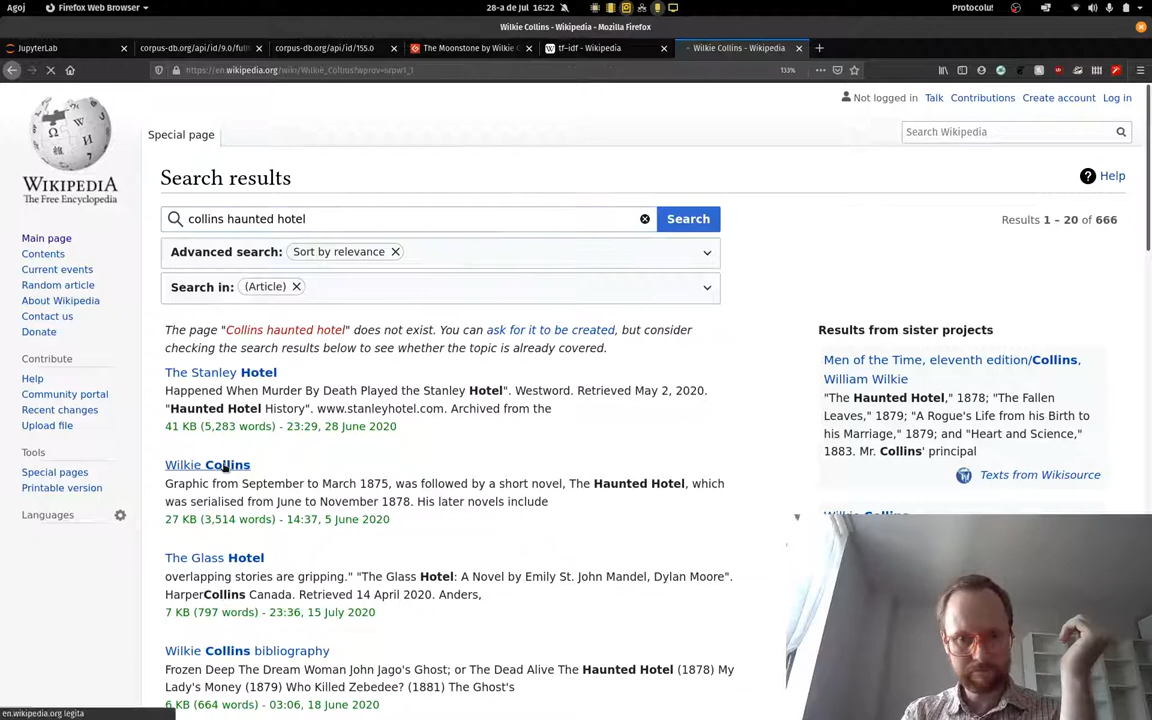 Agoj
Firefox Web Browser
28-a de Jul 16:22
Protocolu!
Wilkie Collins - Wikipedia - Mozilla Firefox
JupyterLab
corpus-db.org/api/id/9.0/full
corpus-db.org/api/id/155.0
The Moonstone by Wilkie C
tf-idf - Wikipedia
Wilkie Collins - Wikipedia
https://en.wikipedia.org/wiki/Wilkie_Collins?wprov=srpw1_1
133%
WIKIPEDIA
The Free Encyclopedia
Main page
Contents
Current events
Random article
About Wikipedia
Contact us
Donate
Contribute
Help
Community portal
Recent changes
Upload file
Tools
Special pages
Printable version
Languages
Not logged in Talk Contributions Create account Log in
Special page
Search Wikipedia
Search results
Help
collins haunted hotel
Search
Results 1 – 20 of 666
Advanced search: Sort by relevance
Search in: (Article)
The page "Collins haunted hotel" does not exist. You can ask for it to be created, but consider
checking the search results below to see whether the topic is already covered.
The Stanley Hotel
Happened When Murder By Death Played the Stanley Hotel". Westword. Retrieved May 2, 2020.
"Haunted Hotel History". www.stanleyhotel.com. Archived from the
41 KB (5,283 words) - 23:29, 28 June 2020
Wilkie Collins
Graphic from September to March 1875, was followed by a short novel, The Haunted Hotel, which
was serialised from June to November 1878. His later novels include
27 KB (3,514 words) - 14:37, 5 June 2020
The Glass Hotel
overlapping stories are gripping." "The Glass Hotel: A Novel by Emily St. John Mandel, Dylan Moore".
HarperCollins Canada. Retrieved 14 April 2020. Anders,
7 KB (797 words) - 23:36, 15 July 2020
Wilkie Collins bibliography
Frozen Deep The Dream Woman John Jago's Ghost; or The Dead Alive The Haunted Hotel (1878) My
Lady's Money (1879) Who Killed Zebedee? (1881) The Ghost's
6 KB (664 words) - 03:06, 18 June 2020
Results from sister projects
Men of the Time, eleventh edition/Collins,
William Wilkie
"The Haunted Hotel," 1878; "The Fallen
Leaves," 1879; "A Rogue's Life from his Birth to
his Marriage," 1879; and "Heart and Science,"
1883. Mr. Collins' principal
Texts from Wikisource
en.wikipedia.org legita